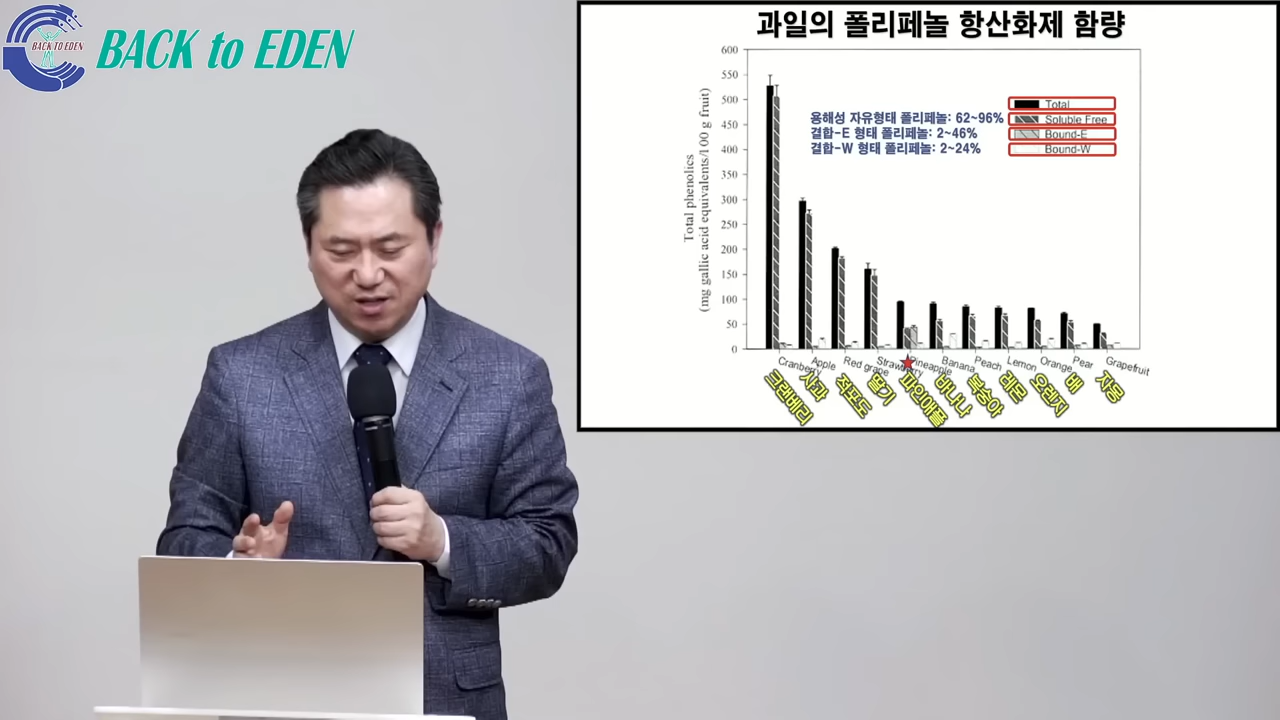 BACK to EDEN
BACK to EDEN
과일의 폴리페놀 항산화제 함량
Total phenolics
(mg gallic acid equivalents/100 g fruit)
600
550
500
450
400
350
300
250
200
150
100
50
0
Total
Soluble Free
Bound-E
Bound-W
용해성 자유형태 폴리페놀: 62~96%
결합-E 형태 폴리페놀: 2~46%
결합-W 형태 폴리페놀: 2~24%
Cranberry
Apple
Red grape
Strawberry
Pineapple
Banana
Peach
Lemon
Orange
Pear
Grapefruit
크랜베리
사과
적포도
딸기
파인애플
바나나
복숭아
레몬
오렌지
배
자몽